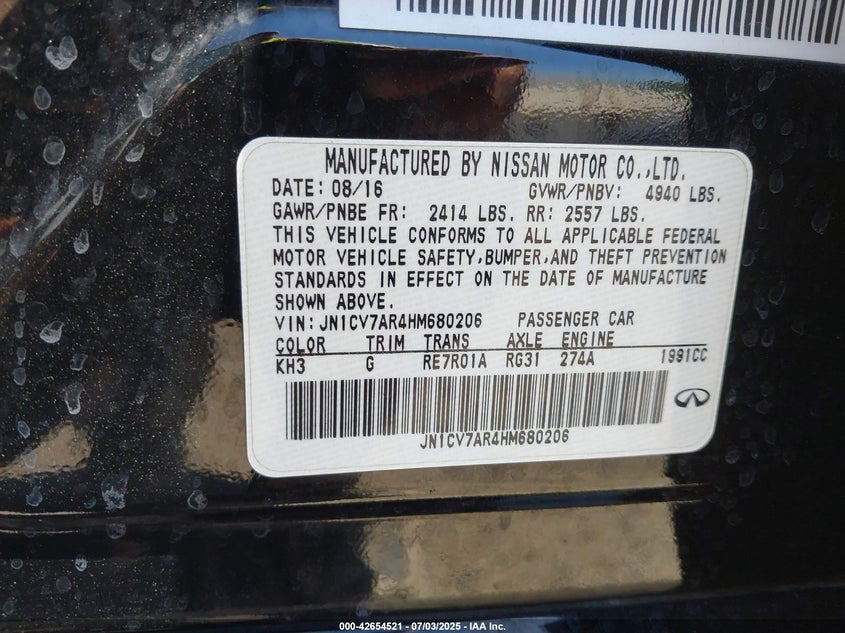 MANUFACTURED BY NISSAN MOTOR CO.,LTD.
DATE: 08/16 GVWR/PNBV: 4940 LBS.
GAWR/PNBE FR: 2414 LBS. RR: 2557 LBS.
THIS VEHICLE CONFORMS TO ALL APPLICABLE FEDERAL
MOTOR VEHICLE SAFETY,BUMPER,AND THEFT PREVENTION
STANDARDS IN EFFECT ON THE DATE OF MANUFACTURE
SHOWN ABOVE.
VIN:JN1CV7AR4HM680206 PASSENGER CAR
COLOR TRIM TRANS AXLE ENGINE
KH3 G RE7R01A RG31 274A 1991CC
JN1CV7AR4HM680206
000-42654521 - 07/03/2025 - IAA Inc.